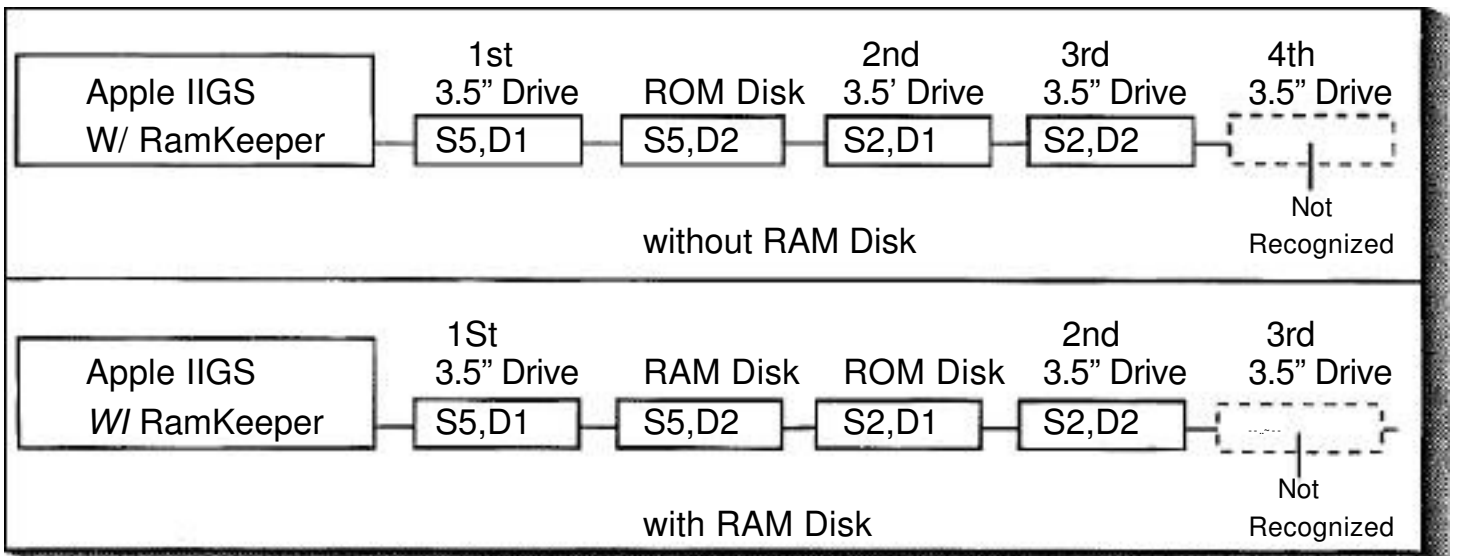 1st 2nd 3rd 4th
Apple IIGS 3.5” Drive ROM Disk 3.5’ Drive 3.5” Drive 3.5” Drive
W/ RamKeeper S5,D1 S5,D2 S2,D1 S2,D2
Not
without RAM Disk Recognized
1St 2nd 3rd
Apple IIGS 3.5” Drive RAM Disk ROM Disk 3.5” Drive 3.5” Drive
WI RamKeeper S5,D1 S5,D2 S2,D1 S2,D2
Not
with RAM Disk Recognized